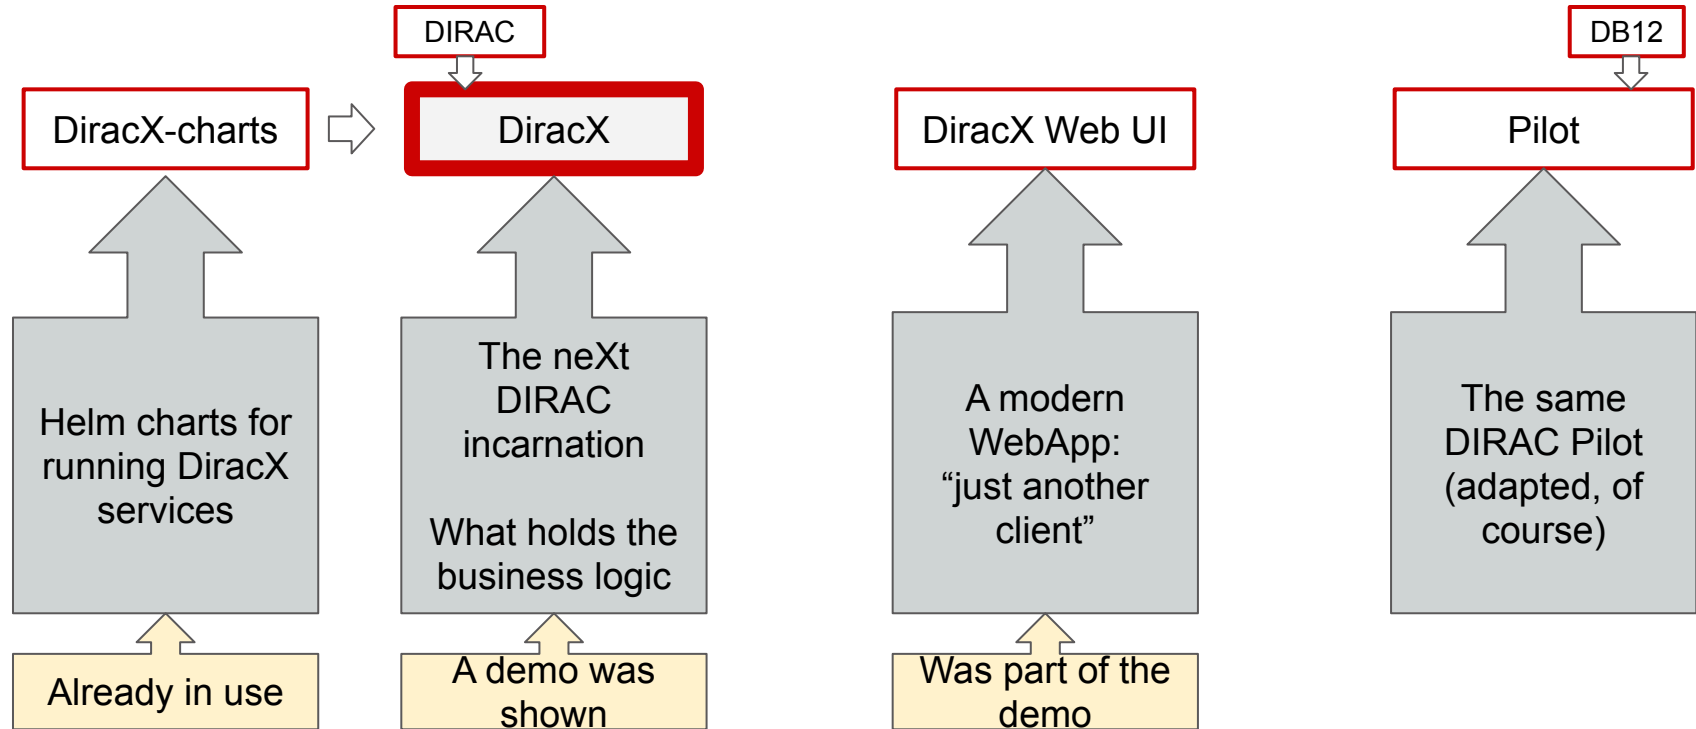 DIRAC
DB12
DiracX-charts
DiracX
DiracX Web UI
Pilot
Helm charts for
running DiracX
services
The neXt
DIRAC
incarnation
What holds the
business logic
A modern
WebApp:
“just another
client”
The same
DIRAC Pilot
(adapted, of
course)
Already in use
A demo was
shown
Was part of the
demo